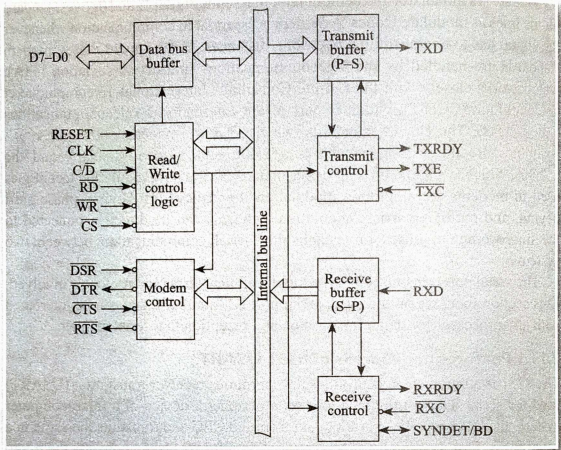 D7–D0
Data bus
buffer
Transmit
buffer
(P–S)
TXD
RESET
CLK
C/D̅
R̅D̅
W̅R̅
C̅S̅
Read/
Write
control
logic
Transmit
control
TXRDY
TXE
T̅X̅C̅
Internal bus line
D̅S̅R̅
D̅T̅R̅
C̅T̅S̅
R̅T̅S̅
Modem
control
Receive
buffer
(S–P)
RXD
Receive
control
RXRDY
R̅X̅C̅
SYNDET/BD